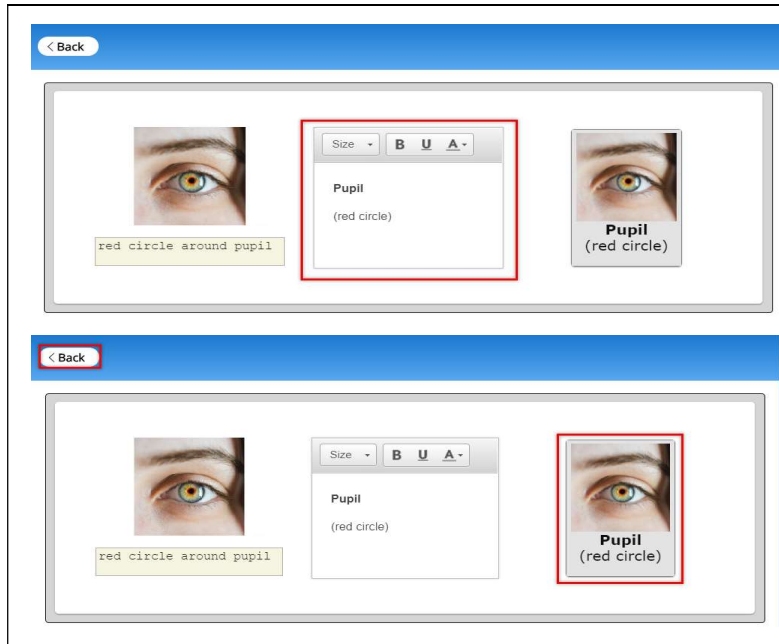 < Back
Size B U A
Pupil
(red circle)
red circle around pupil
Pupil
(red circle)
< Back
Size B U A
Pupil
(red circle)
red circle around pupil
Pupil
(red circle)